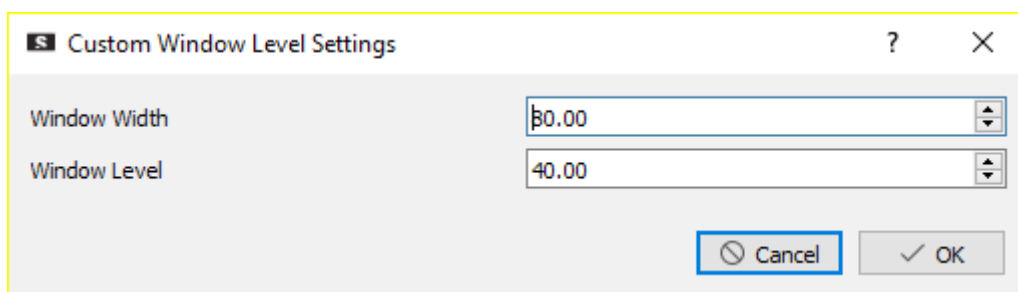 S Custom Window Level Settings ?
Window Width 80.00
Window Level 40.00
Cancel OK